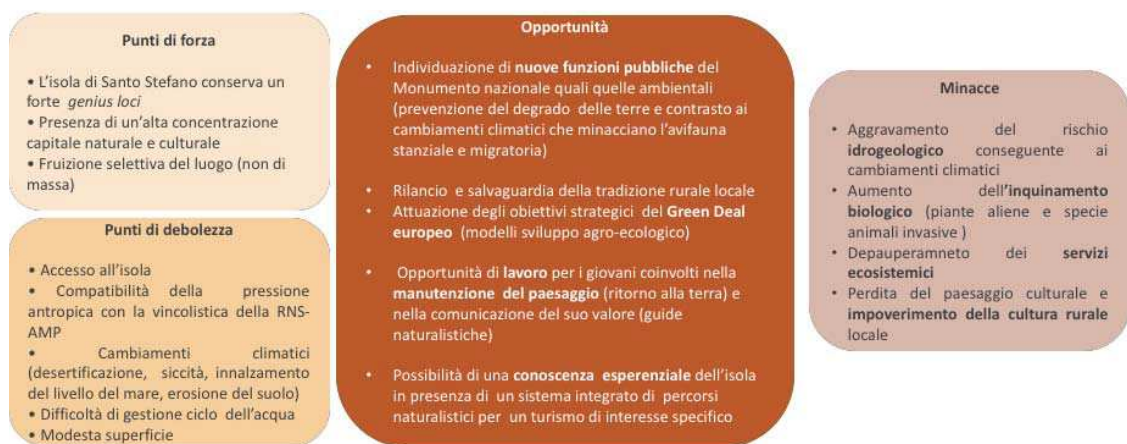 Punti di forza
• L'isola di Santo Stefano conserva un
forte genius loci
• Presenza di un'alta concentrazione
capitale naturale e culturale
• Fruizione selettiva del luogo (non di
massa)
Punti di debolezza
• Accesso all'isola
• Compatibilità della pressione
antropica con la vincolistica della RNS-
AMP
• Cambiamenti climatici
(desertificazione, siccità, innalzamento
del livello del mare, erosione del suolo)
• Difficoltà di gestione ciclo dell'acqua
• Modesta superficie
Opportunità
• Individuazione di nuove funzioni pubbliche del
Monumento nazionale quali quelle ambientali
(prevenzione del degrado delle terre e contrasto ai
cambiamenti climatici che minacciano l'avifauna
stanziale e migratoria)
• Rilancio e salvaguardia della tradizione rurale locale
• Attuazione degli obiettivi strategici del Green Deal
europeo (modelli sviluppo agro-ecologico)
• Opportunità di lavoro per i giovani coinvolti nella
manutenzione del paesaggio (ritorno alla terra) e
nella comunicazione del suo valore (guide
naturalistiche)
• Possibilità di una conoscenza esperenziale dell'isola
in presenza di un sistema integrato di percorsi
naturalistici per un turismo di interesse specifico
Minacce
• Aggravamento del rischio
idrogeologico conseguente ai
cambiamenti climatici
• Aumento dell'inquinamento
biologico (piante aliene e specie
animali invasive )
• Depauperamneto dei servizi
ecosistemici
• Perdita del paesaggio culturale e
impoverimento della cultura rurale
locale